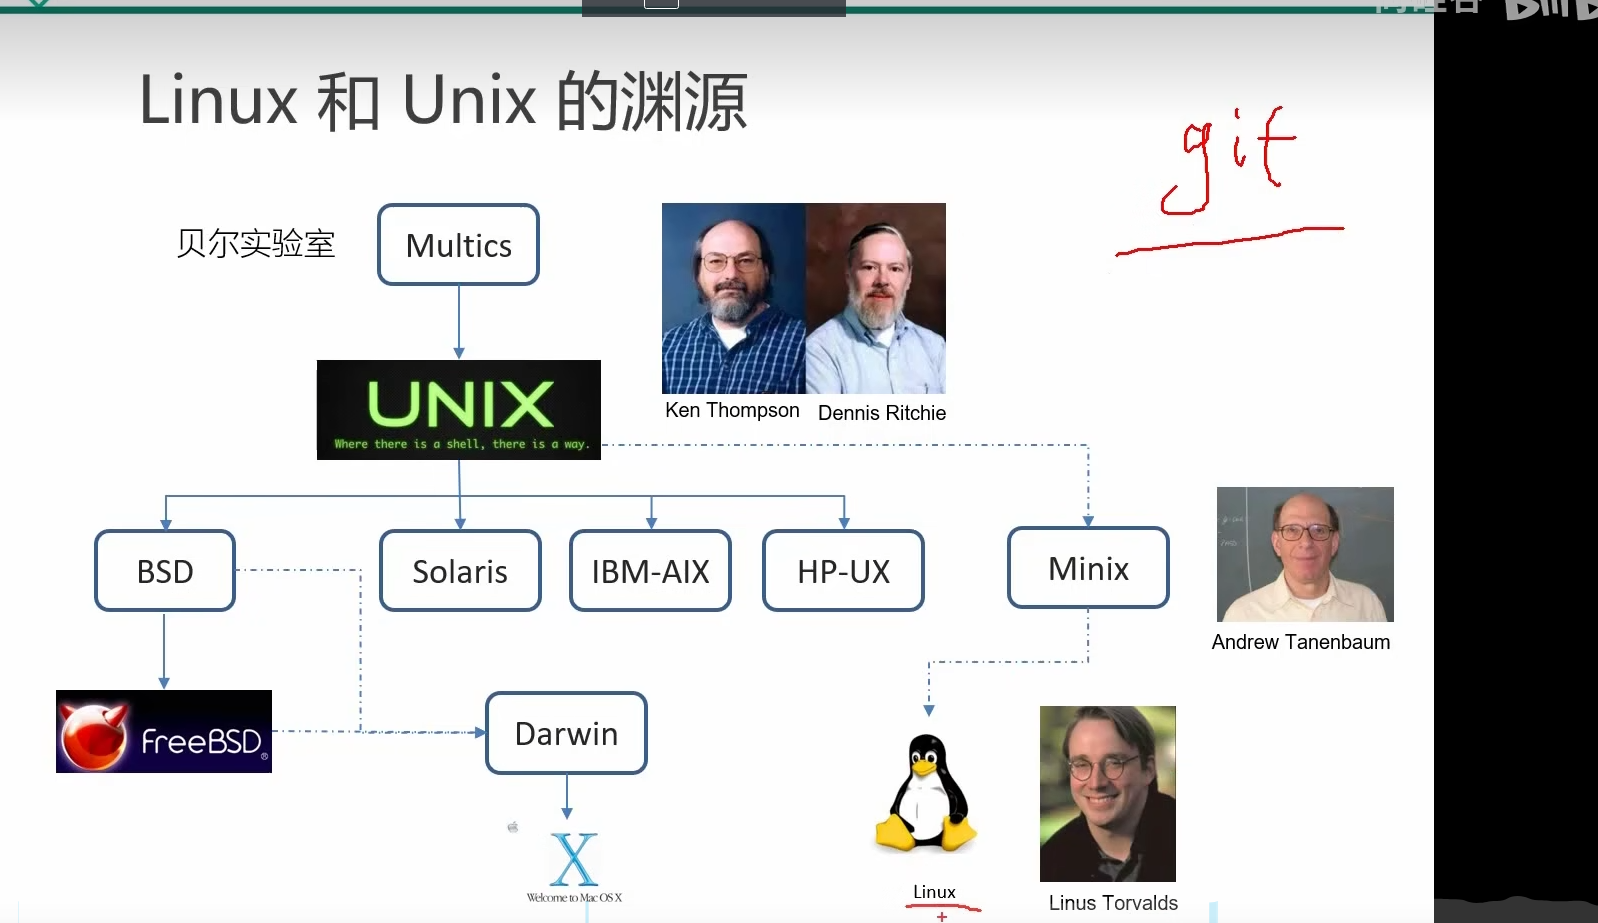 Linux 和 Unix 的渊源
git
贝尔实验室
Multics
UNIX
Where there is a shell, there is a way.
Ken Thompson
Dennis Ritchie
BSD
Solaris
IBM-AIX
HP-UX
Minix
Andrew Tanenbaum
FreeBSD
Darwin
X
Welcome to Mac OS X
Linux
Linus Torvalds